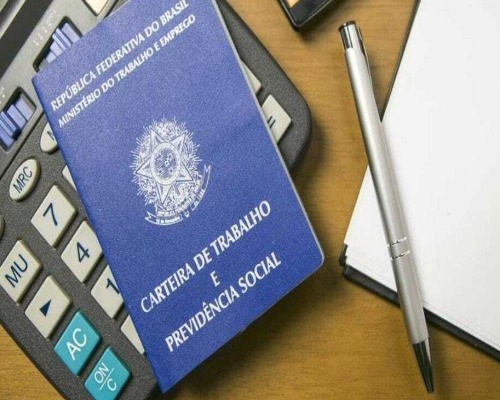 REPÚBLICA FEDERATIVA DO BRASIL
MINISTÉRIO DO TRABALHO E EMPREGO
CARTEIRA DE TRABALHO
E
PREVIDÊNCIA SOCIAL
MRC
7
MU
4
1
AC
ON/C